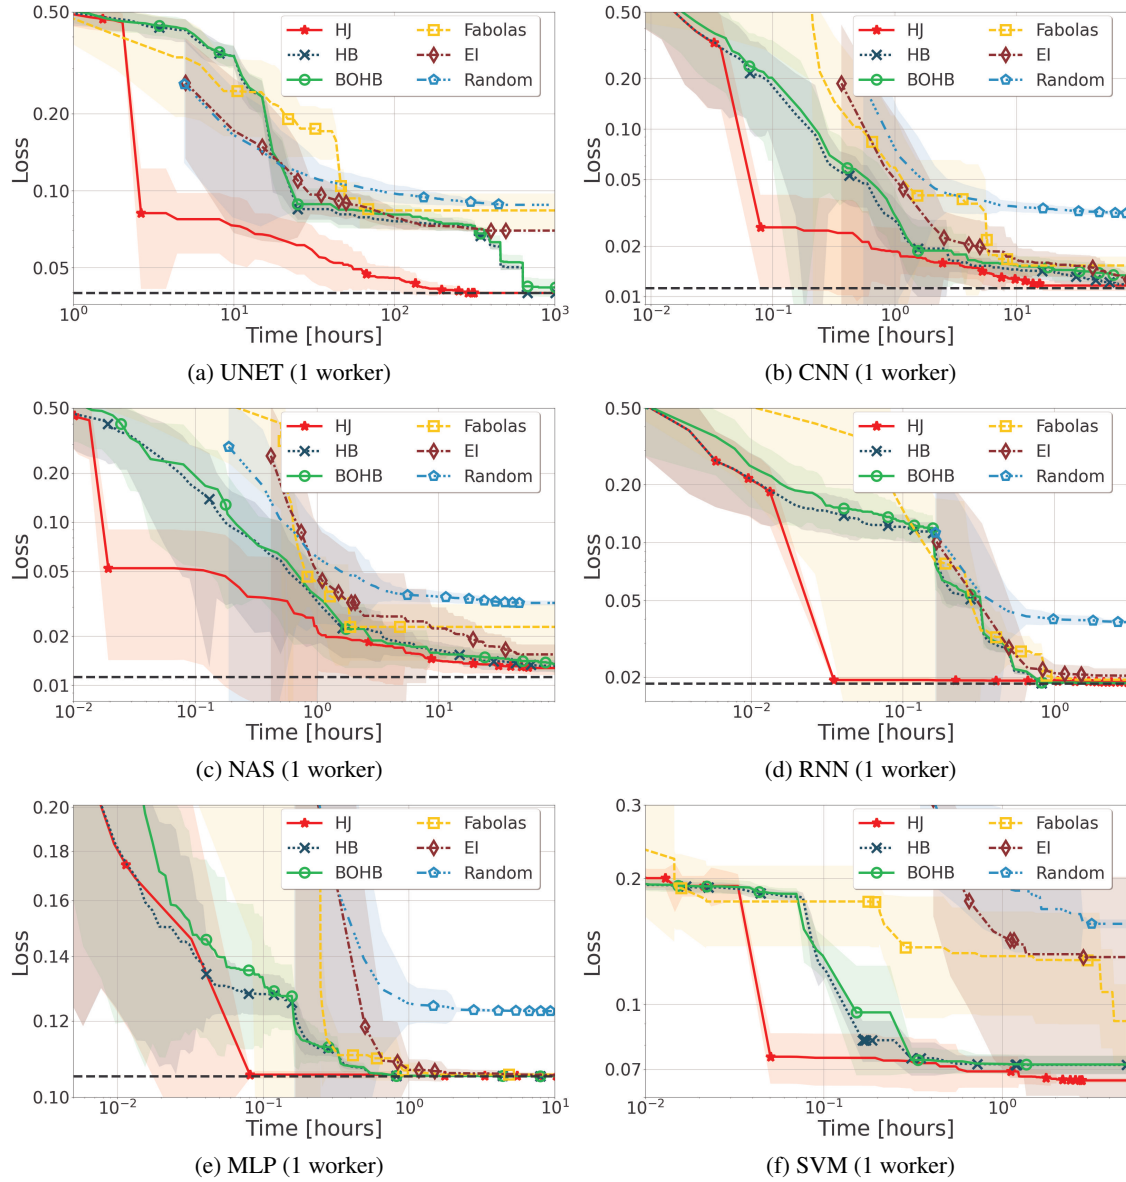 0.50
0.20
0.10
0.05
Loss
HJ
HB
BOHB
Fabolas
EI
Random
10⁰ 10¹ 10² 10³
Time [hours]
(a) UNET (1 worker)
0.50
0.20
0.10
0.05
0.02
0.01
Loss
HJ
HB
BOHB
Fabolas
EI
Random
10⁻² 10⁻¹ 10⁰ 10¹
Time [hours]
(b) CNN (1 worker)
0.50
0.20
0.10
0.05
0.02
0.01
Loss
HJ
HB
BOHB
Fabolas
EI
Random
10⁻² 10⁻¹ 10⁰ 10¹
Time [hours]
(c) NAS (1 worker)
0.50
0.20
0.10
0.05
0.02
Loss
HJ
HB
BOHB
Fabolas
EI
Random
10⁻² 10⁻¹ 10⁰
Time [hours]
(d) RNN (1 worker)
0.20
0.18
0.16
0.14
0.12
0.10
Loss
HJ
HB
BOHB
Fabolas
EI
Random
10⁻² 10⁻¹ 10⁰ 10¹
Time [hours]
(e) MLP (1 worker)
0.3
0.2
0.1
0.07
Loss
HJ
HB
BOHB
Fabolas
EI
Random
10⁻² 10⁻¹ 10⁰
Time [hours]
(f) SVM (1 worker)